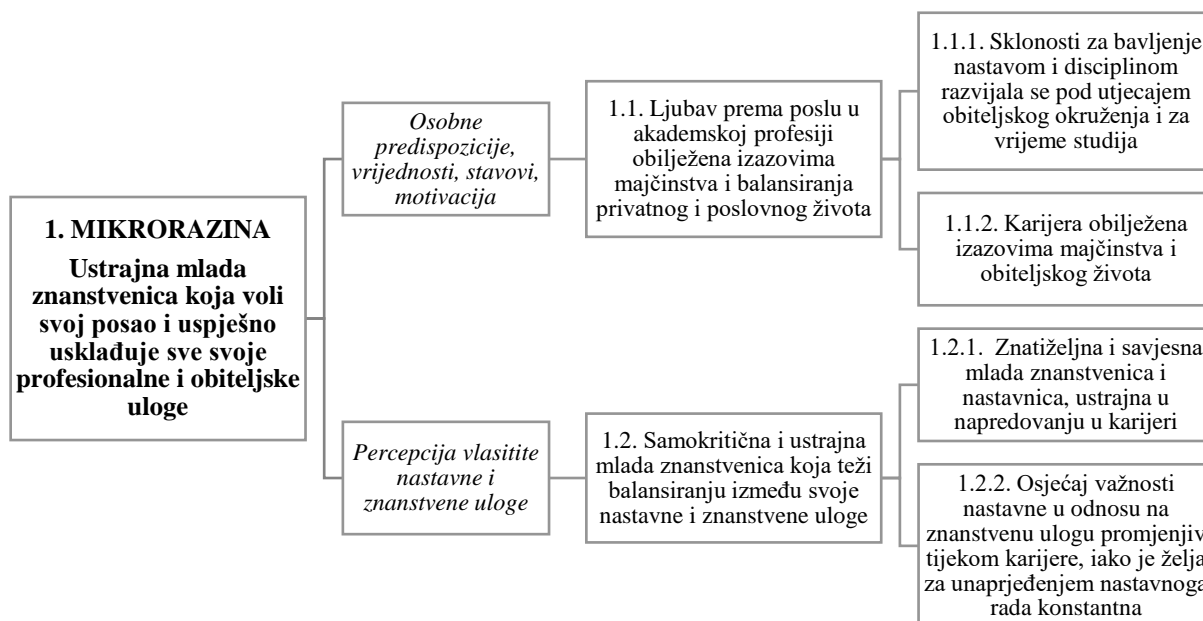 1. MIKRORAZINA
Ustrajna mlada
znanstvenica koja voli
svoj posao i uspješno
usklađuje sve svoje
profesionalne i obiteljske
uloge
Osobne
predispozicije,
vrijednosti, stavovi,
motivacija
1.1. Ljubav prema poslu u
akademskoj profesiji
obilježena izazovima
majčinstva i balansiranja
privatnog i poslovnog života
1.1.1. Sklonosti za bavljenje
nastavom i disciplinom
razvijala se pod utjecajem
obiteljskog okruženja i za
vrijeme studija
1.1.2. Karijera obilježena
izazovima majčinstva i
obiteljskog života
Percepcija vlasitite
nastavne i
znanstvene uloge
1.2. Samokritična i ustrajna
mlada znanstvenica koja teži
balansiranju između svoje
nastavne i znanstvene uloge
1.2.1. Znatiželjna i savjesna
mlada znanstvenica i
nastavnica, ustrajna u
napredovanju u karijeri
1.2.2. Osjećaj važnosti
nastavne u odnosu na
znanstvenu ulogu promjenjiv
tijekom karijere, iako je želja
za unaprjeđenjem nastavnoga
rada konstantna